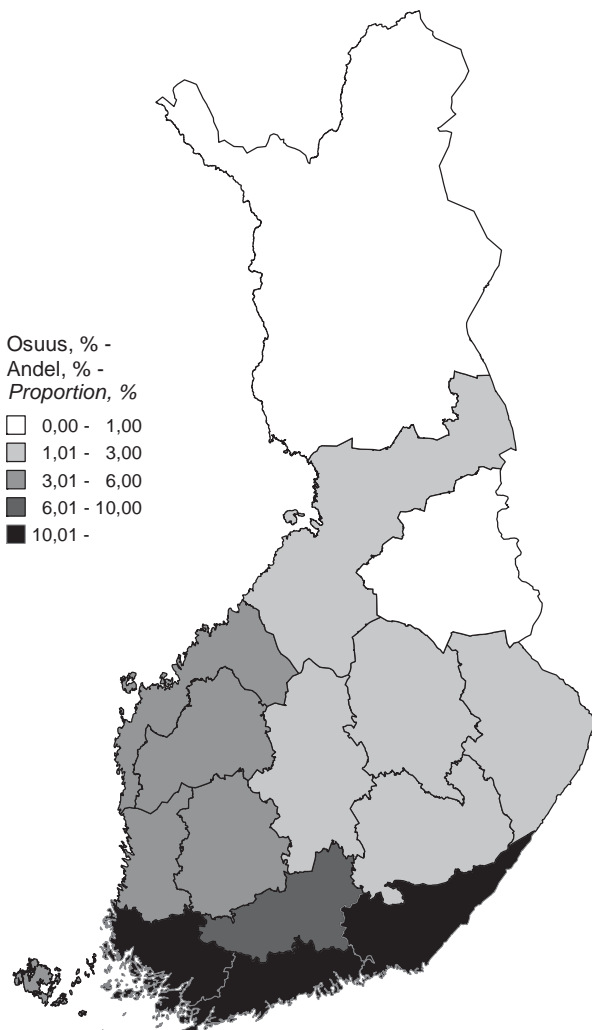 Osuus, % -
Andel, % -
Proportion, %
0,00 - 1,00
1,01 - 3,00
3,01 - 6,00
6,01 - 10,00
10,01 -